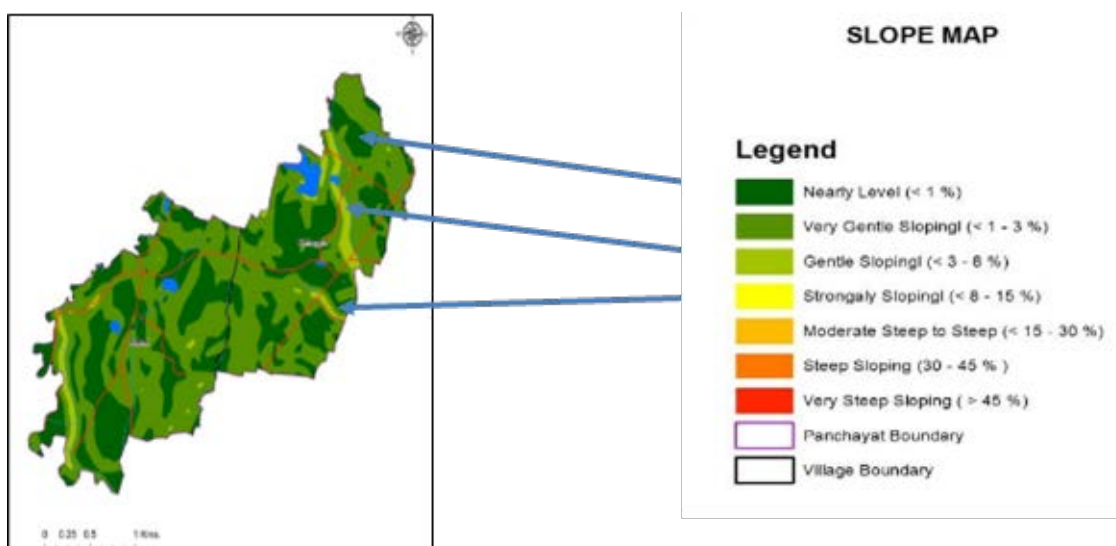 SLOPE MAP
Legend
Nearly Level (< 1 %)
Very Gentle Slopingl (< 1 - 3 %)
Gentle Slopingl (< 3 - 8 %)
Strongaly Slopingl (< 8 - 15 %)
Moderate Steep to Steep (< 15 - 30 %)
Steep Sloping (30 - 45 %)
Very Steep Sloping ( > 45 %)
Panchayat Boundary
Village Boundary
0 0.25 0.5 1 Kms.